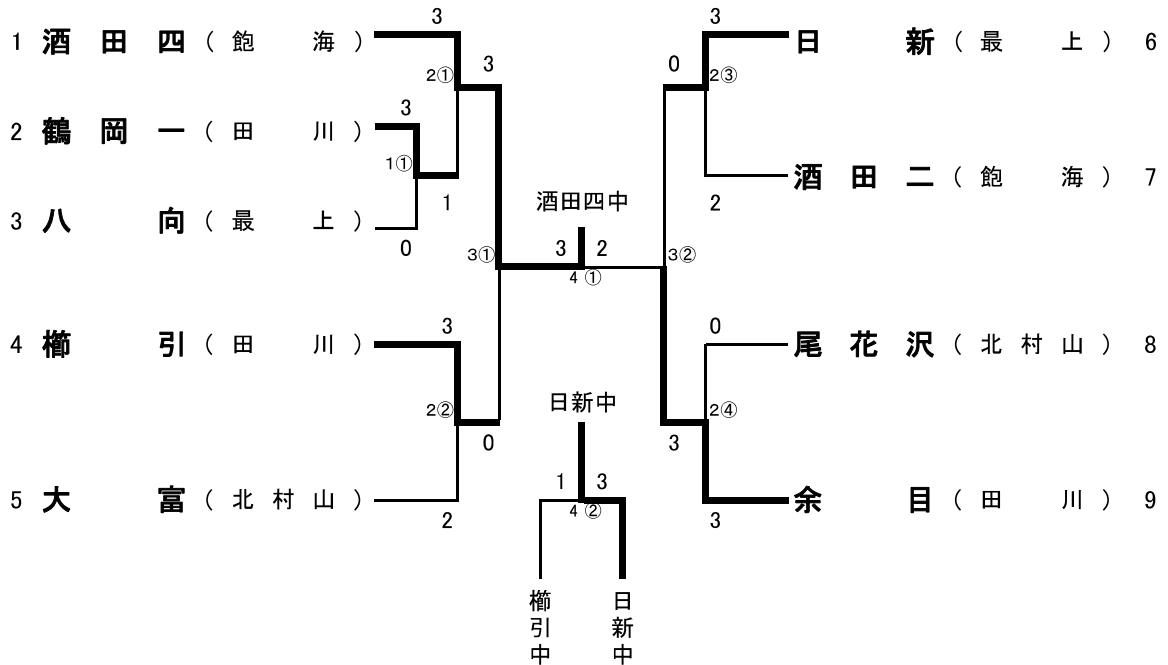 3
1 酒田四(飽海)
2①
3
3
2 鶴岡一(田川)
1①
1
3 八向(最上)
0
3①
4 櫛引(田川)
3
2②
0
5 大富(北村山)
2
酒田四中
3 2
4 ①
日新中
1 3
4 ②
櫛引中
日新中
3
日新(最上) 6
0
2③
酒田二(飽海) 7
2
3②
0
尾花沢(北村山) 8
2④
3
余目(田川) 9
3